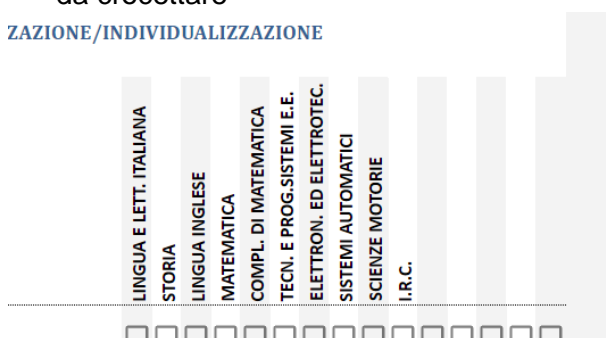 da crocettare
ZAZIONE/INDIVIDUALIZZAZIONE
LINGUA E LETT. ITALIANA
STORIA
LINGUA INGLESE
MATEMATICA
COMPL. DI MATEMATICA
TECN. E PROG.SISTEMI E.E.
ELETTRON. ED ELETTROTEC.
SISTEMI AUTOMATICI
SCIENZE MOTORIE
I.R.C.